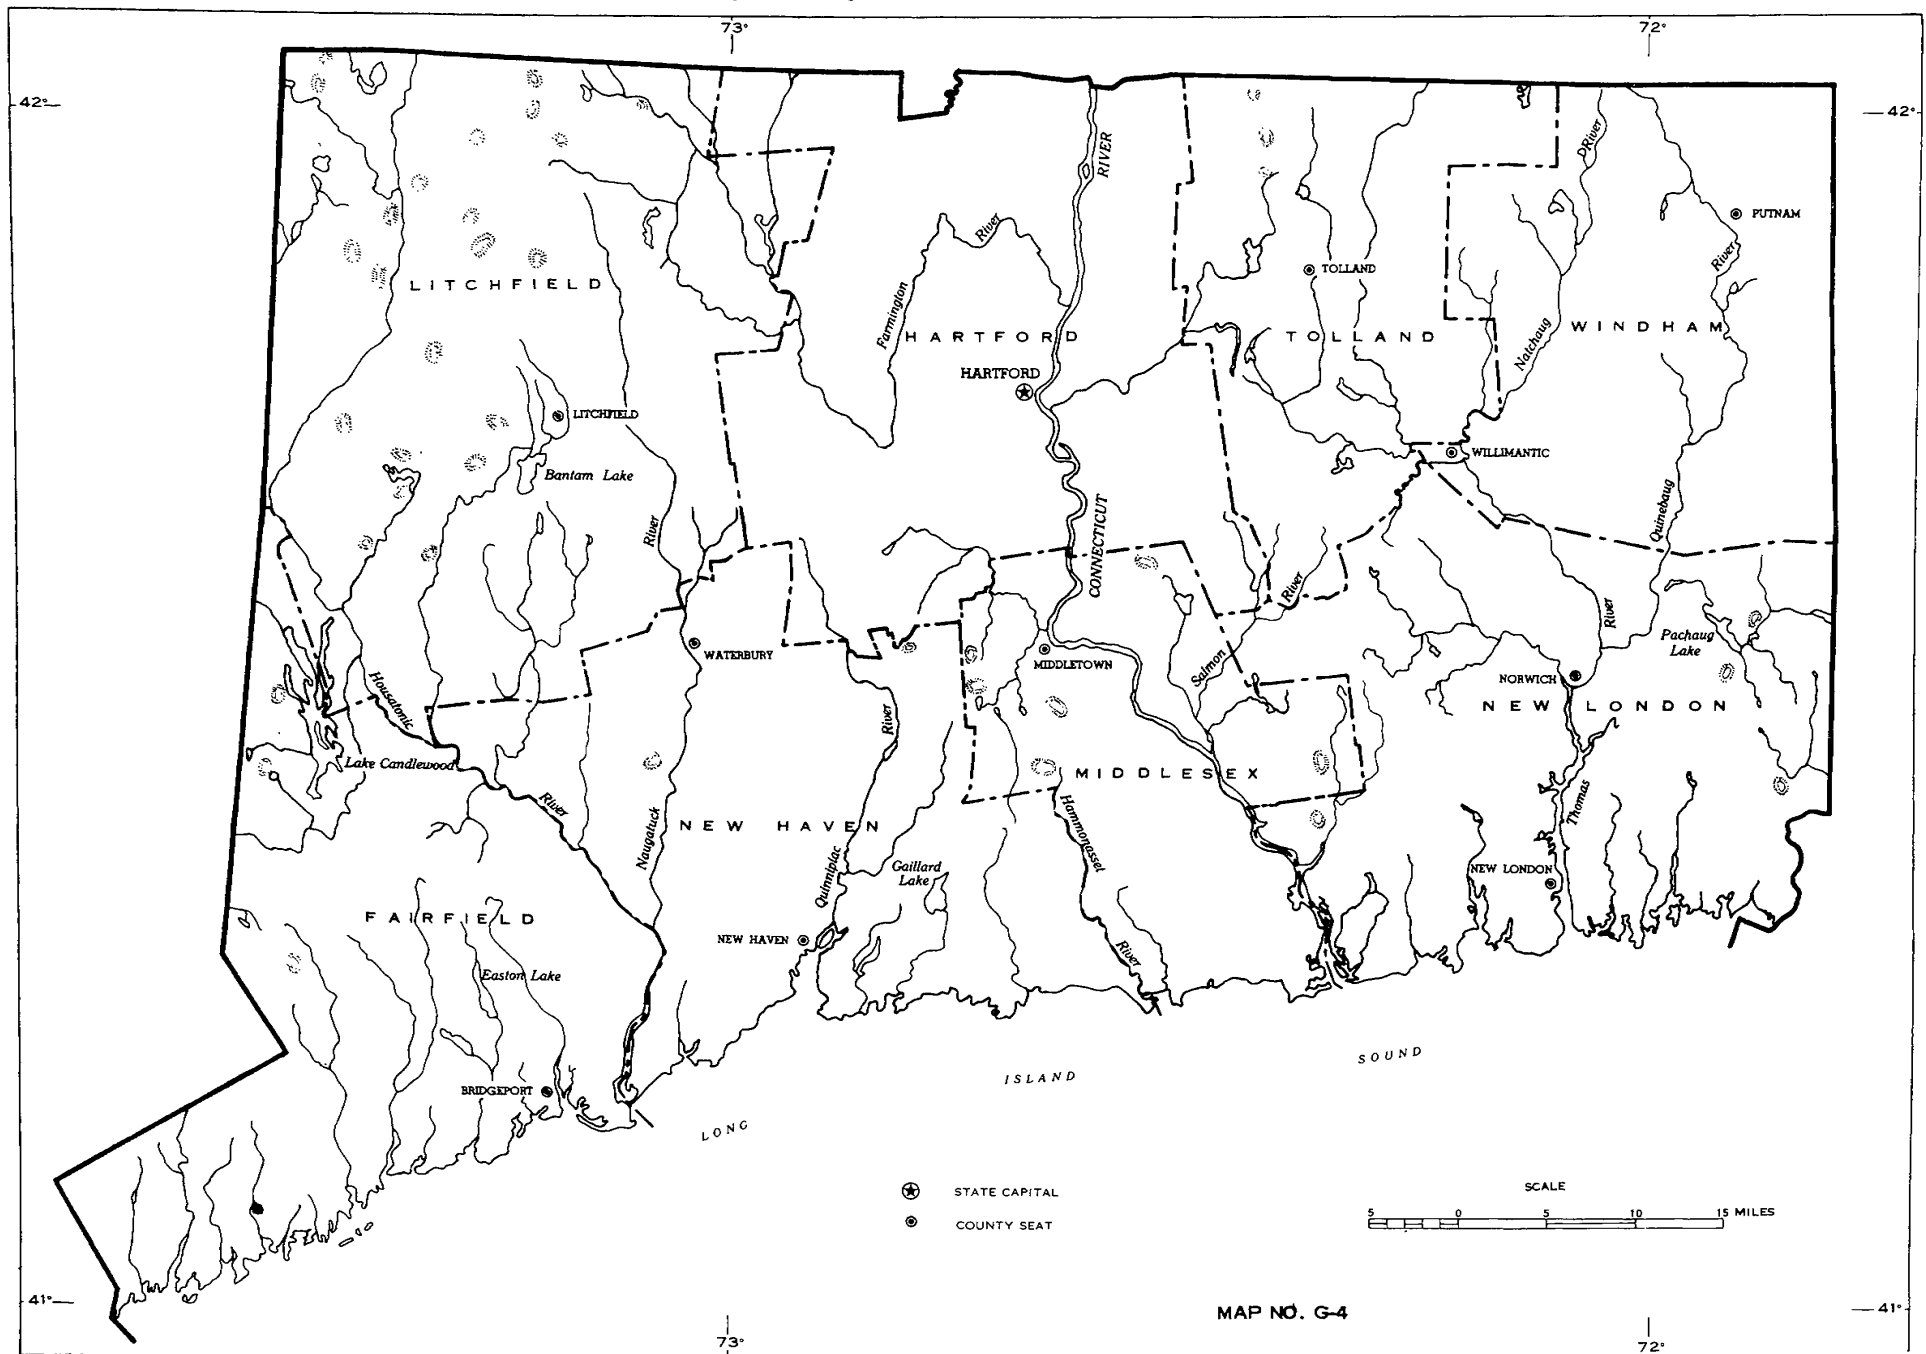 73°
72°
42°
42°
RIVER
DRiver
PUTNAM
River
River
TOLLAND
LITCHFIELD
Farmington
HARTFORD
TOLLAND
Natchaug
WINDHAM
HARTFORD
LITCHFIELD
WILLIMANTIC
Bantam Lake
River
CONNECTICUT
Quinebaug
River
River
Pachaug
Lake
WATERBURY
MIDDLETOWN
Salmon
NORWICH
Housatonic
NEW LONDON
River
Lake Candlewood
MIDDLESEX
River
Hammonasset
Thomas
Naugatuck
NEW HAVEN
Quinnipiac
Gaillard
Lake
NEW LONDON
FAIRFIELD
NEW HAVEN
River
Easton Lake
BRIDGEPORT
LONG
ISLAND
SOUND
STATE CAPITAL
COUNTY SEAT
SCALE
5 0 5 10 15 MILES
41°
41°
MAP NO. G-4
73°
72°